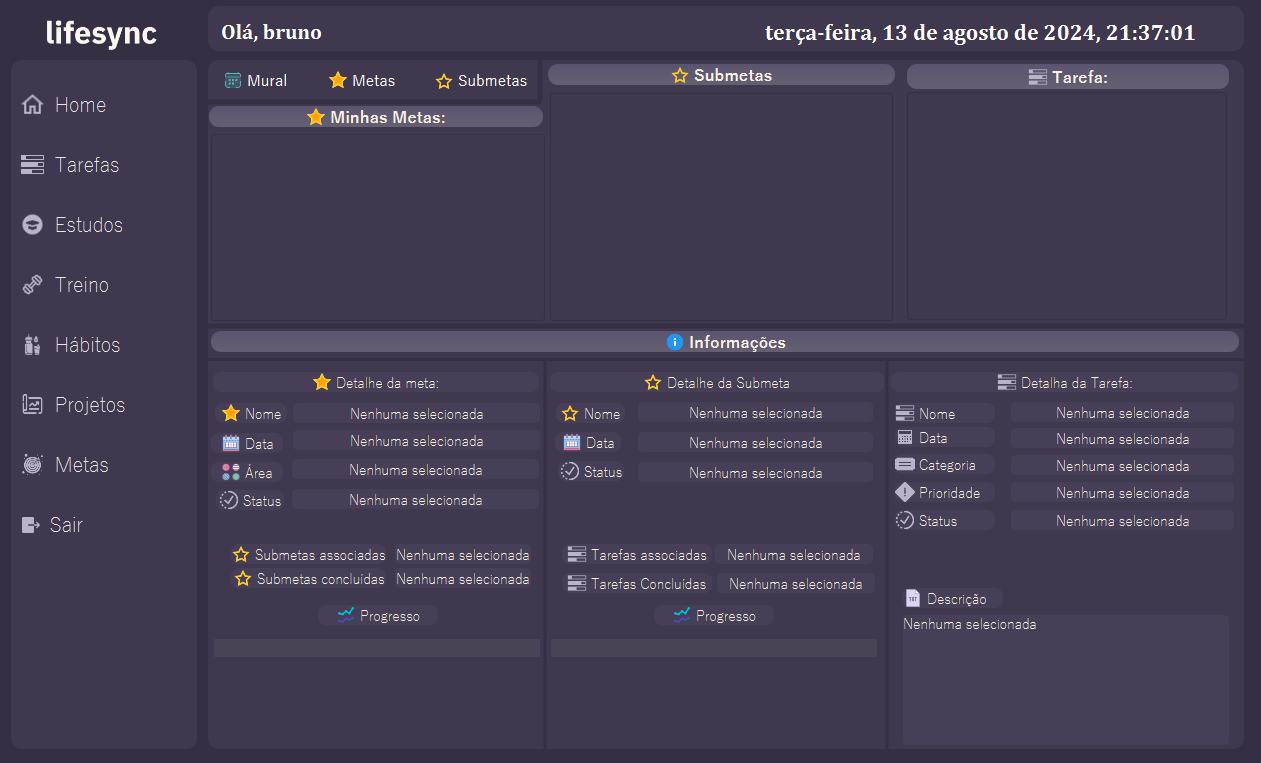 lifesync
Olá, bruno
terça-feira, 13 de agosto de 2024, 21:37:01
Home
Tarefas
Estudos
Treino
Hábitos
Projetos
Metas
Sair
Mural Metas Submetas
Minhas Metas:
Submetas
Tarefa:
Informações
Detalhe da meta:
Nome Nenhuma selecionada
Data Nenhuma selecionada
Área Nenhuma selecionada
Status Nenhuma selecionada
Submetas associadas Nenhuma selecionada
Submetas concluídas Nenhuma selecionada
Progresso
Detalhe da Submeta
Nome Nenhuma selecionada
Data Nenhuma selecionada
Status Nenhuma selecionada
Tarefas associadas Nenhuma selecionada
Tarefas Concluidas Nenhuma selecionada
Progresso
Detalha da Tarefa:
Nome Nenhuma selecionada
Data Nenhuma selecionada
Categoria Nenhuma selecionada
Prioridade Nenhuma selecionada
Status Nenhuma selecionada
Descrição
Nenhuma selecionada